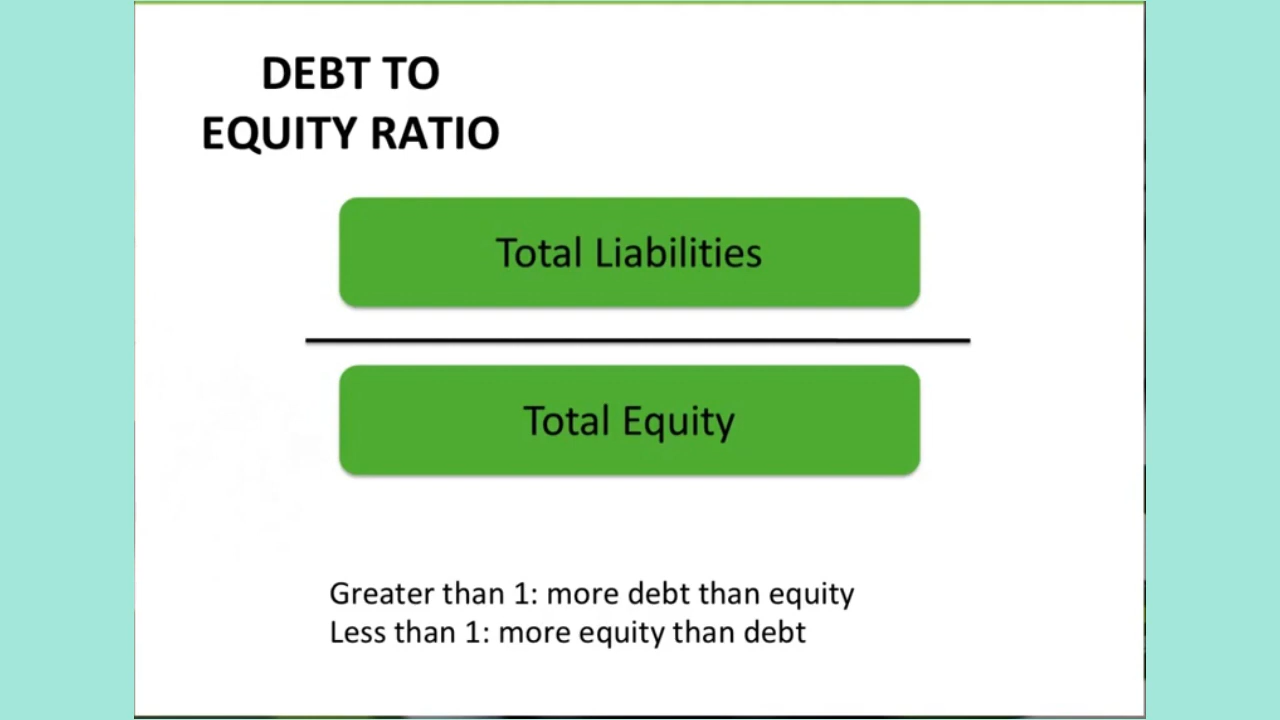 DEBT TO
EQUITY RATIO
Total Liabilities
Total Equity
Greater than 1: more debt than equity
Less than 1: more equity than debt